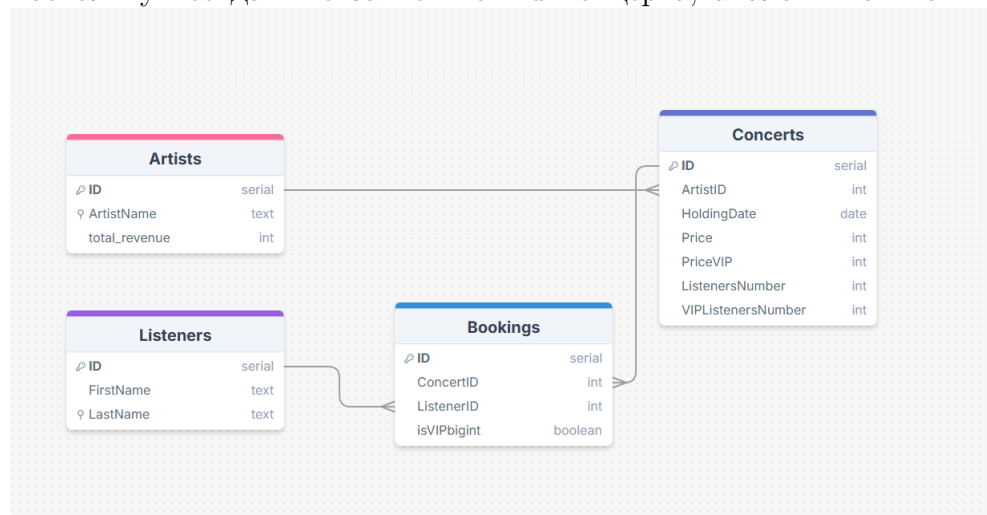 Artists
ID serial
ArtistName text
total_revenue int
Concerts
ID serial
ArtistID int
HoldingDate date
Price int
PriceVIP int
ListenersNumber int
VIPListenersNumber int
Listeners
ID serial
FirstName text
LastName text
Bookings
ID serial
ConcertID int
ListenerID int
isVIPbigint boolean